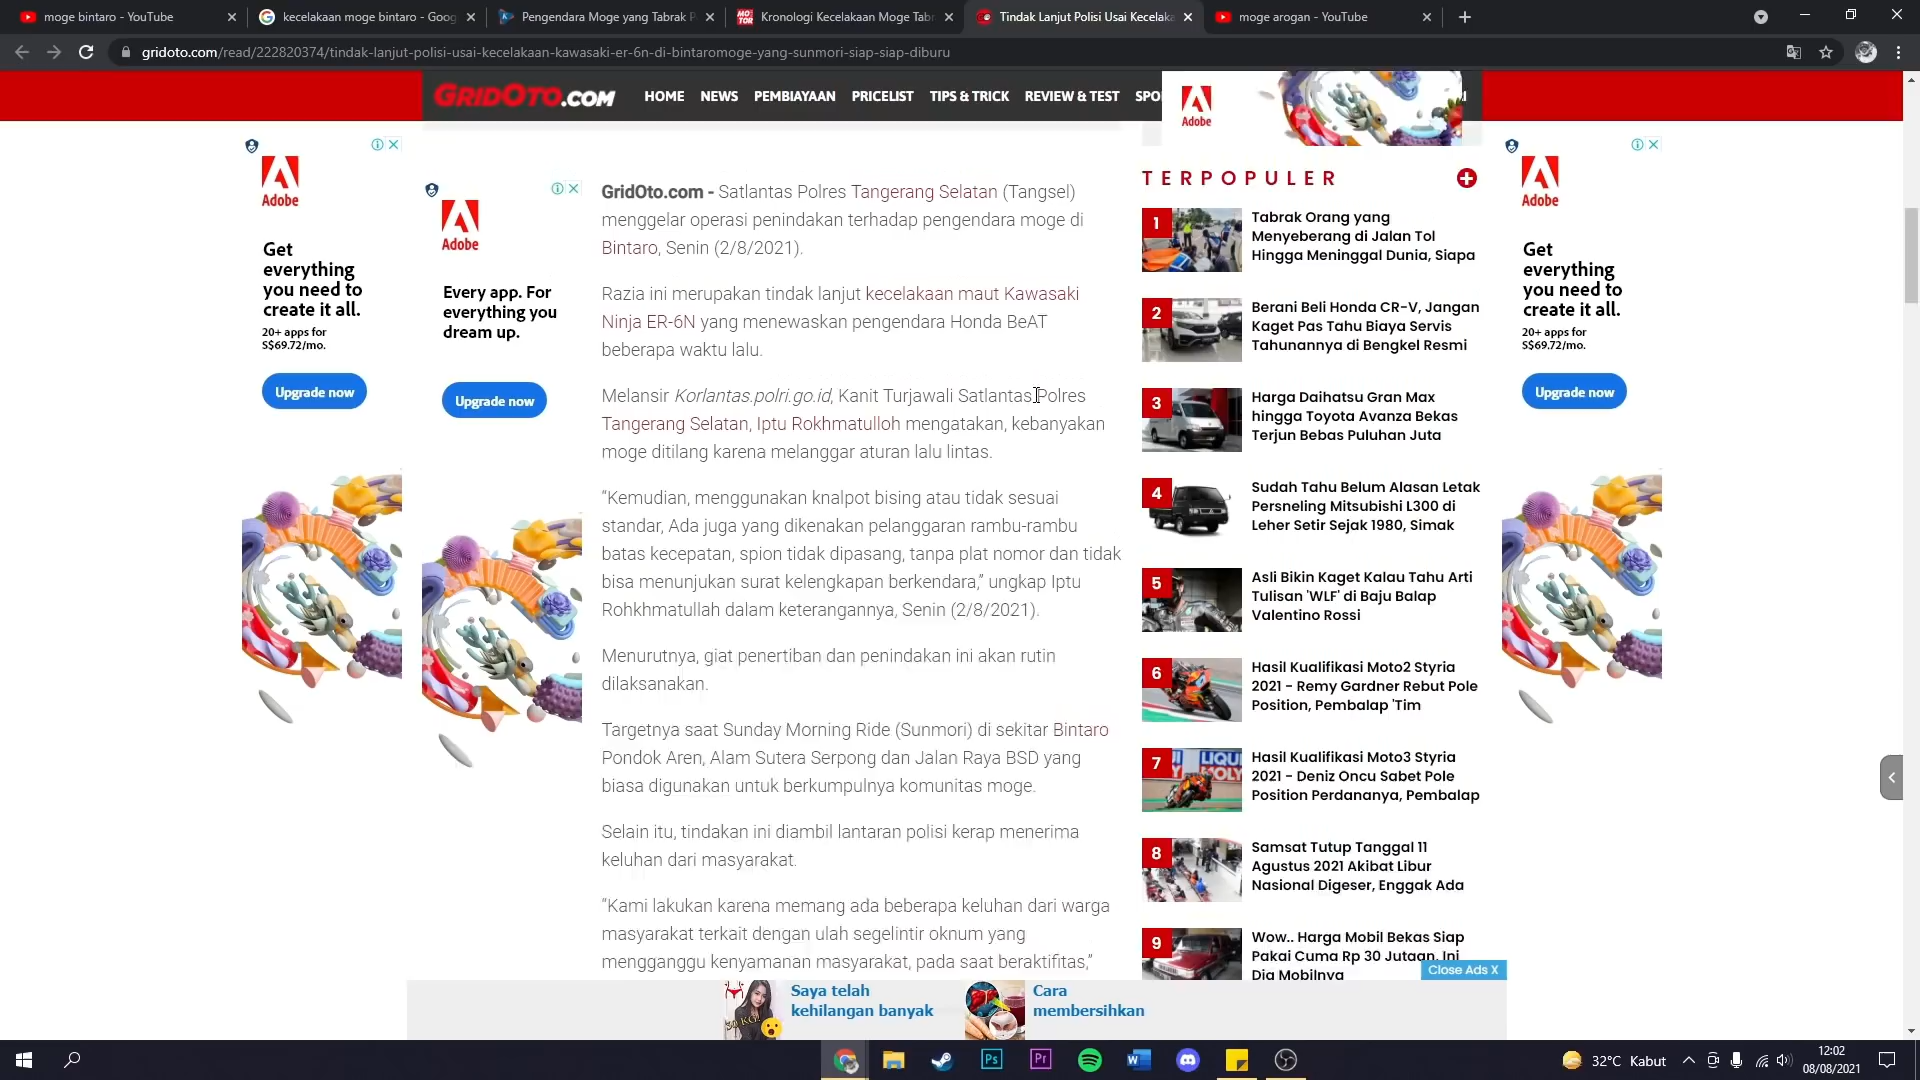 moge bintaro - YouTube
kecelakaan moge bintaro - Goog
Pengendara Moge yang Tabrak P
Kronologi Kecelakaan Moge Tabr
Tindak Lanjut Polisi Usai Kecelaka
moge arogan - YouTube
gridoto.com/read/222820374/tindak-lanjut-polisi-usai-kecelakaan-kawasaki-er-6n-di-bintaromoge-yang-sunmori-siap-siap-diburu
GRIDOTO.COM
HOME NEWS PEMBIAYAAN PRICELIST TIPS & TRICK REVIEW & TEST SPO
Adobe
Adobe
Get
everything
you need to
create it all.
20+ apps for
S$69.72/mo.
Upgrade now
Adobe
Every app. For
everything you
dream up.
Upgrade now
GridOto.com - Satlantas Polres Tangerang Selatan (Tangsel)
menggelar operasi penindakan terhadap pengendara moge di
Bintaro, Senin (2/8/2021).
Razia ini merupakan tindak lanjut kecelakaan maut Kawasaki
Ninja ER-6N yang menewaskan pengendara Honda BeAT
beberapa waktu lalu.
Melansir Korlantas.polri.go.id, Kanit Turjawali Satlantas Polres
Tangerang Selatan, Iptu Rokhmatulloh mengatakan, kebanyakan
moge ditilang karena melanggar aturan lalu lintas.
“Kemudian, menggunakan knalpot bising atau tidak sesuai
standar, Ada juga yang dikenakan pelanggaran rambu-rambu
batas kecepatan, spion tidak dipasang, tanpa plat nomor dan tidak
bisa menunjukan surat kelengkapan berkendara,” ungkap Iptu
Rohkhmatullah dalam keterangannya, Senin (2/8/2021).
Menurutnya, giat penertiban dan penindakan ini akan rutin
dilaksanakan.
Targetnya saat Sunday Morning Ride (Sunmori) di sekitar Bintaro
Pondok Aren, Alam Sutera Serpong dan Jalan Raya BSD yang
biasa digunakan untuk berkumpulnya komunitas moge.
Selain itu, tindakan ini diambil lantaran polisi kerap menerima
keluhan dari masyarakat.
“Kami lakukan karena memang ada beberapa keluhan dari warga
masyarakat terkait dengan ulah segelintir oknum yang
mengganggu kenyamanan masyarakat, pada saat beraktifitas,”
TERPOPULER
1
Tabrak Orang yang
Menyeberang di Jalan Tol
Hingga Meninggal Dunia, Siapa
2
Berani Beli Honda CR-V, Jangan
Kaget Pas Tahu Biaya Servis
Tahunannya di Bengkel Resmi
3
Harga Daihatsu Gran Max
hingga Toyota Avanza Bekas
Terjun Bebas Puluhan Juta
4
Sudah Tahu Belum Alasan Letak
Persneling Mitsubishi L300 di
Leher Setir Sejak 1980, Simak
5
Asli Bikin Kaget Kalau Tahu Arti
Tulisan 'WLF' di Baju Balap
Valentino Rossi
6
Hasil Kualifikasi Moto2 Styria
2021 - Remy Gardner Rebut Pole
Position, Pembalap 'Tim
7
Hasil Kualifikasi Moto3 Styria
2021 - Deniz Oncu Sabet Pole
Position Perdananya, Pembalap
8
Samsat Tutup Tanggal 11
Agustus 2021 Akibat Libur
Nasional Digeser, Enggak Ada
9
Wow.. Harga Mobil Bekas Siap
Pakai Cuma Rp 30 Jutaan, Ini
Dia Mobilnya
Adobe
Get
everything
you need to
create it all.
20+ apps for
S$69.72/mo.
Upgrade now
Close Ads X
Saya telah
kehilangan banyak
Cara
membersihkan
32°C Kabut
12:02
08/08/2021